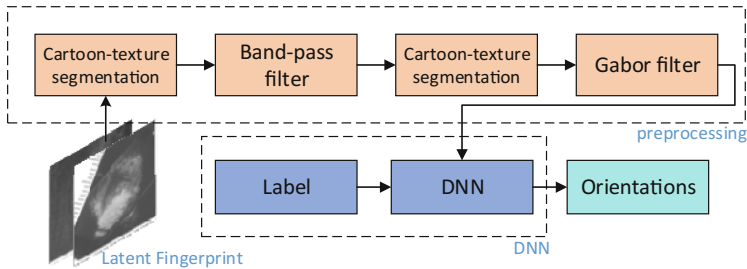 Cartoon-texture
segmentation
Band-pass
filter
Cartoon-texture
segmentation
Gabor filter
preprocessing
Label
DNN
Orientations
DNN
Latent Fingerprint